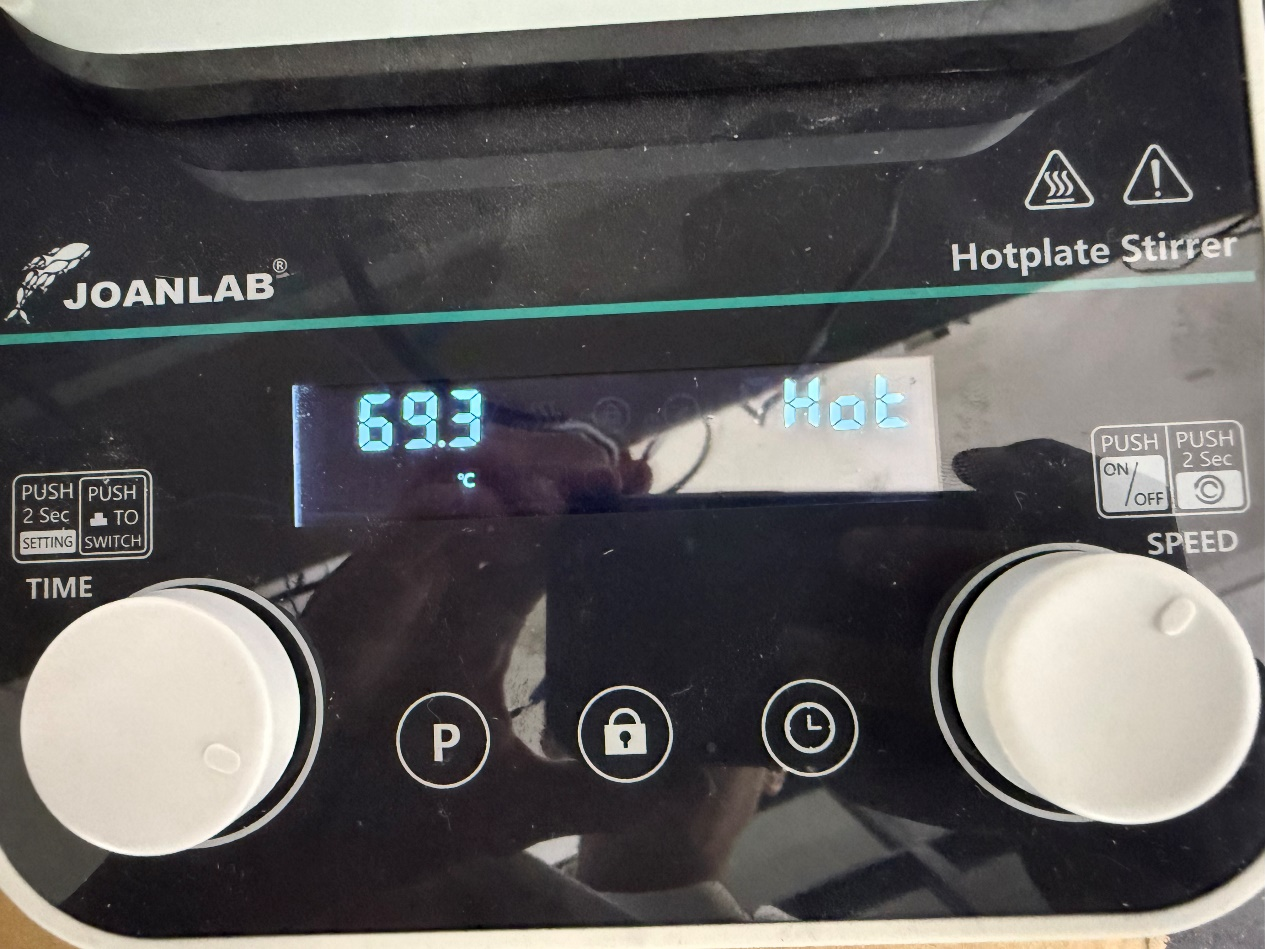 JOANLAB®
Hotplate Stirrer
69.3 Hot
℃
PUSH
2 Sec
SETTING
PUSH
TO
SWITCH
TIME
PUSH
ON/OFF
PUSH
2 Sec
SPEED
P